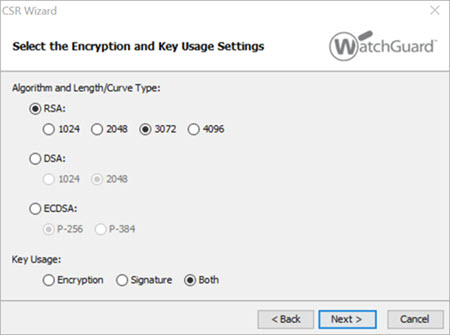 CSR Wizard
Select the Encryption and Key Usage Settings
WatchGuard
Algorithm and Length/Curve Type:
RSA:
1024 2048 3072 4096
DSA:
1024 2048
ECDSA:
P-256 P-384
Key Usage:
Encryption Signature Both
< Back Next > Cancel